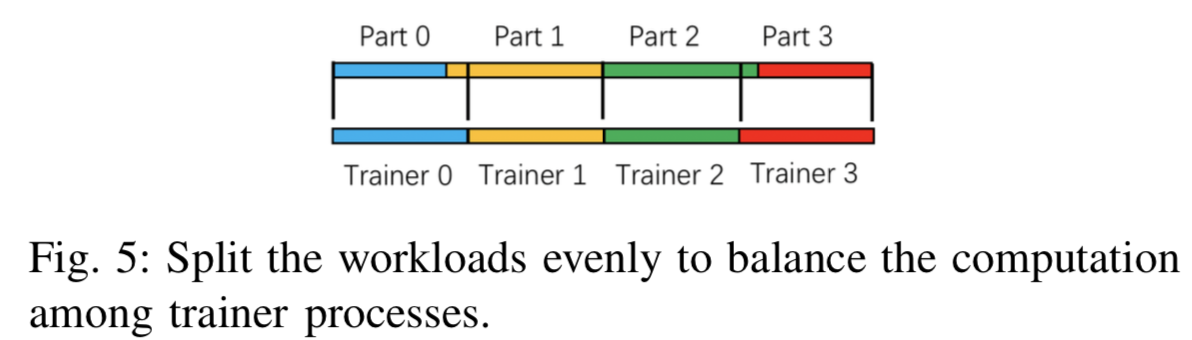 Part 0 Part 1 Part 2 Part 3
Trainer 0 Trainer 1 Trainer 2 Trainer 3
Fig. 5: Split the workloads evenly to balance the computation
among trainer processes.